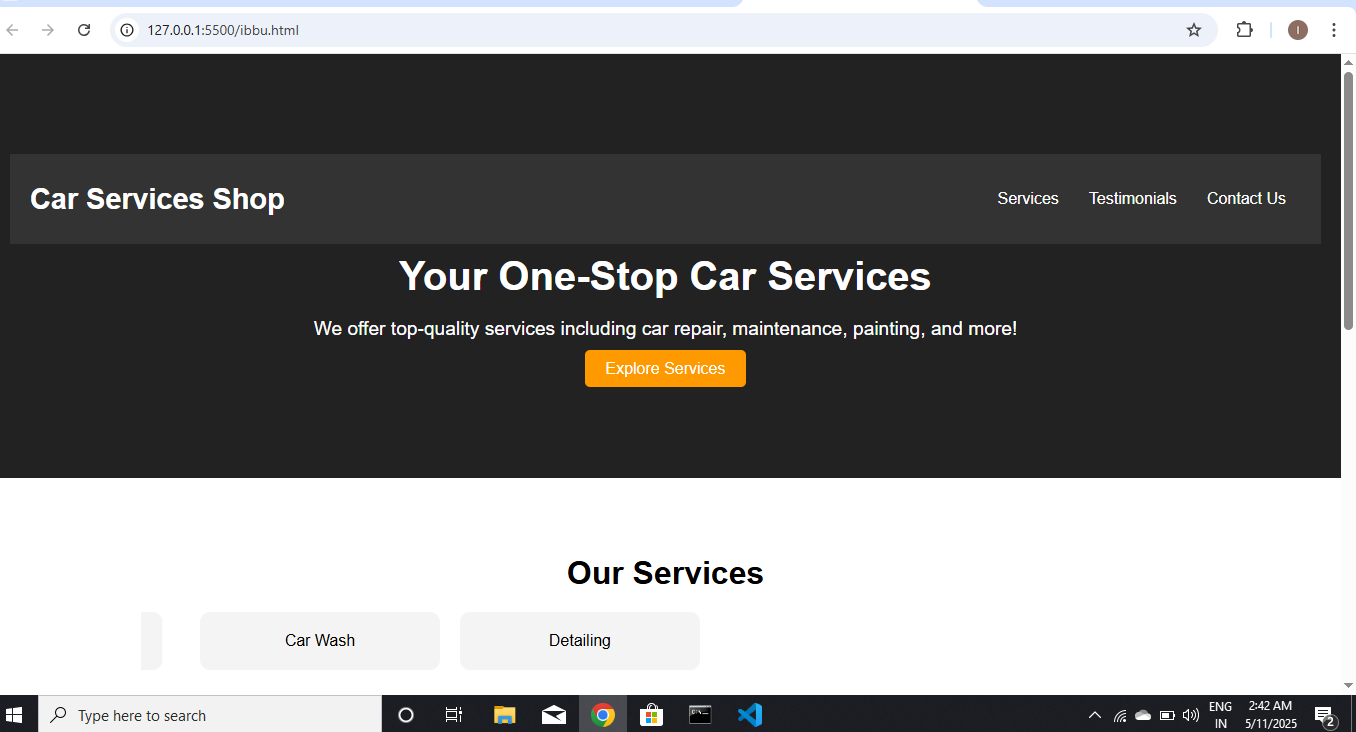 127.0.0.1:5500/ibbu.html
I
Car Services Shop
Services Testimonials Contact Us
Your One-Stop Car Services
We offer top-quality services including car repair, maintenance, painting, and more!
Explore Services
Our Services
Car Wash
Detailing
Type here to search
ENG
IN
2:42 AM
5/11/2025
2